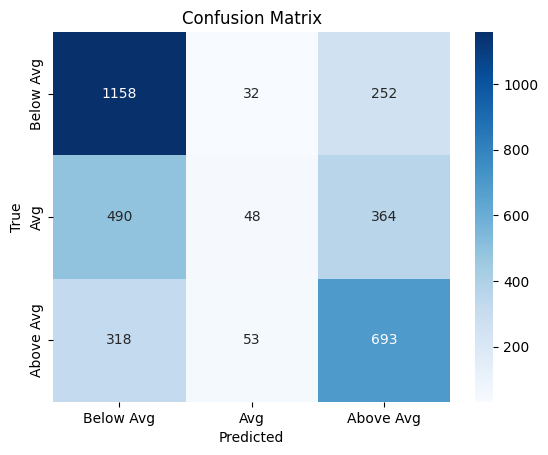 Confusion Matrix
True
Below Avg
1158 32 252
Avg
490 48 364
Above Avg
318 53 693
Below Avg Avg Above Avg
Predicted
1000
800
600
400
200